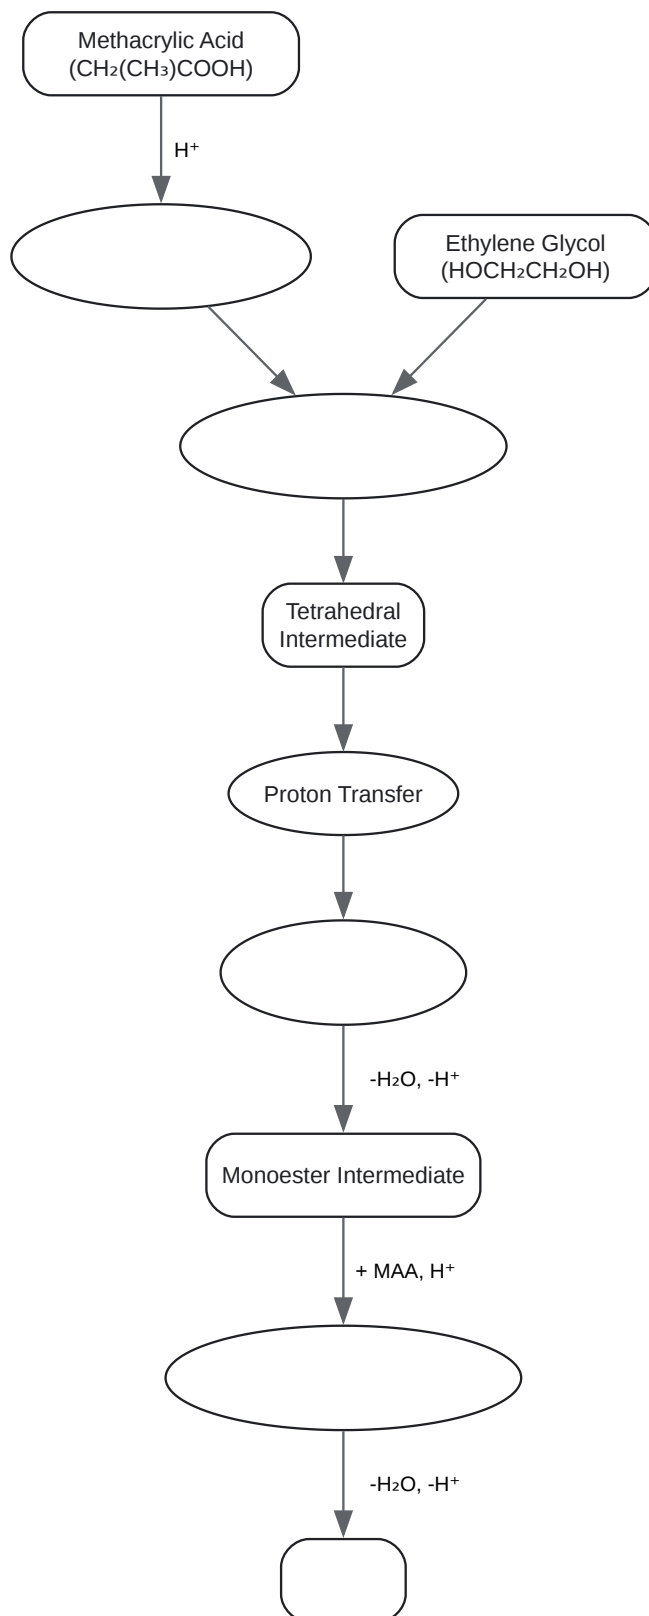 Methacrylic Acid
(CH₂(CH₃)COOH)
H⁺
Ethylene Glycol
(HOCH₂CH₂OH)
Tetrahedral
Intermediate
Proton Transfer
-H₂O, -H⁺
Monoester Intermediate
+ MAA, H⁺
-H₂O, -H⁺